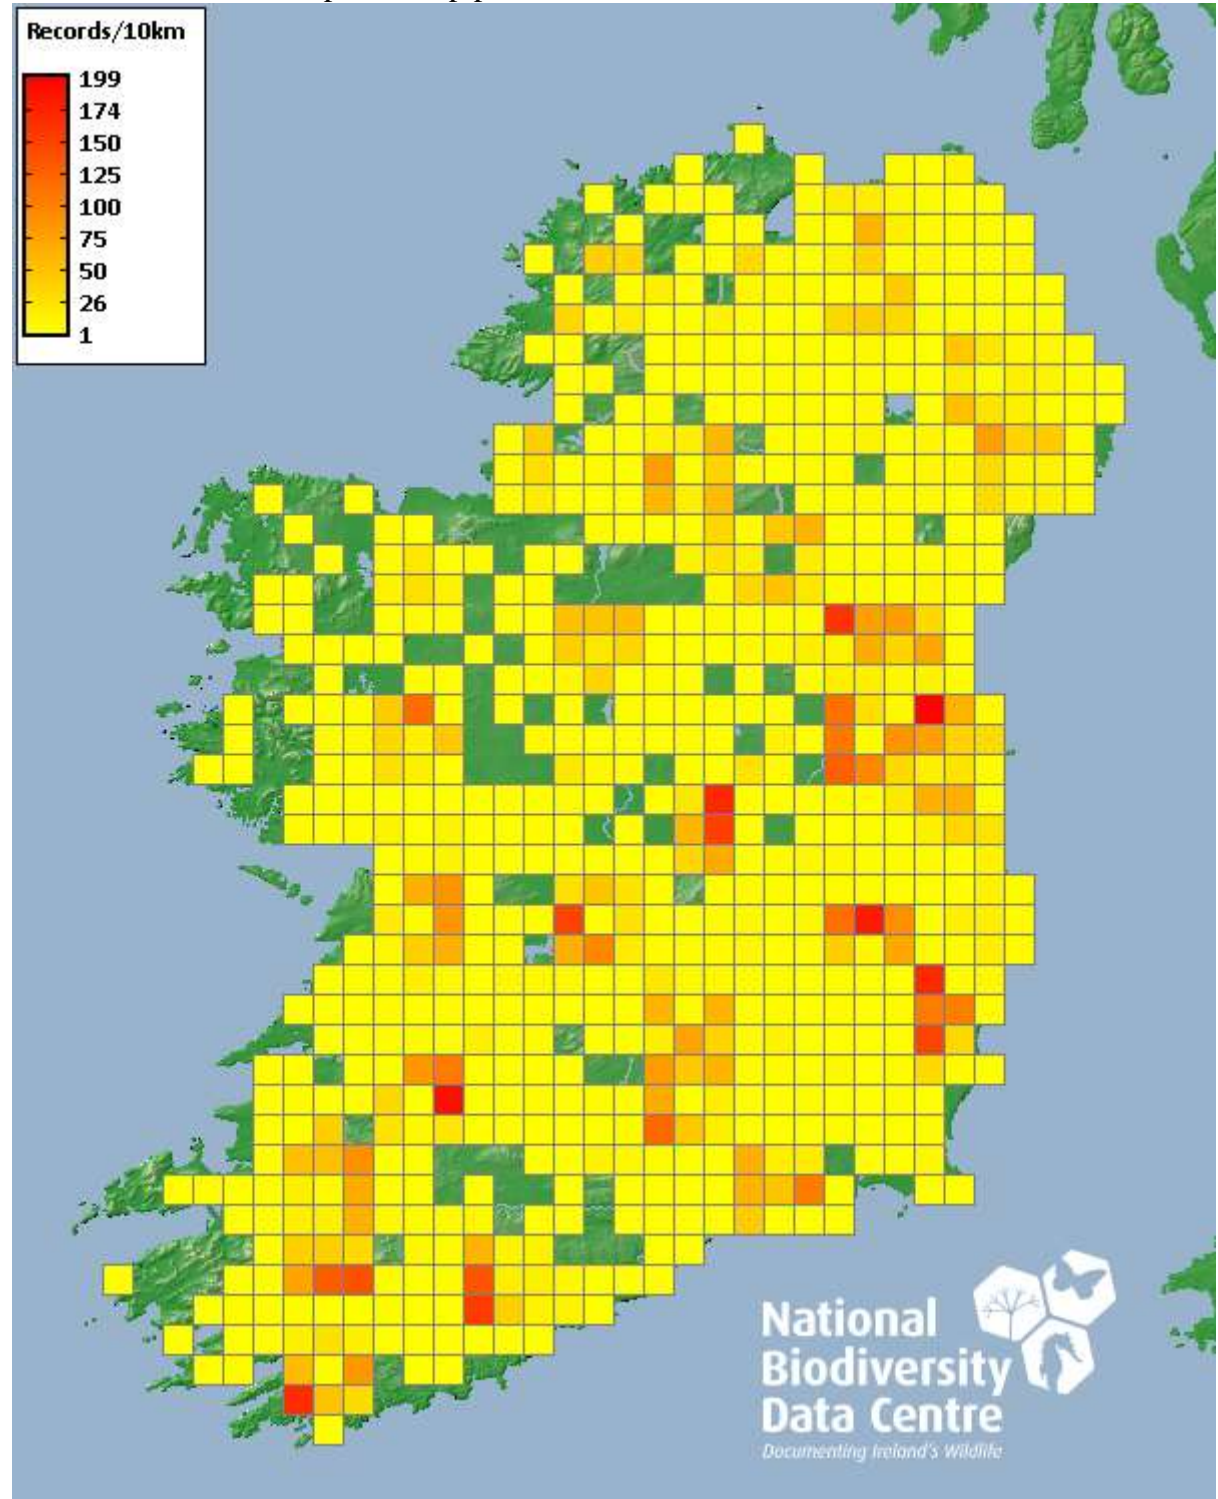 Records/10km
199
174
150
125
100
75
50
26
1
National
Biodiversity
Data Centre
Documenting Ireland's Wildlife